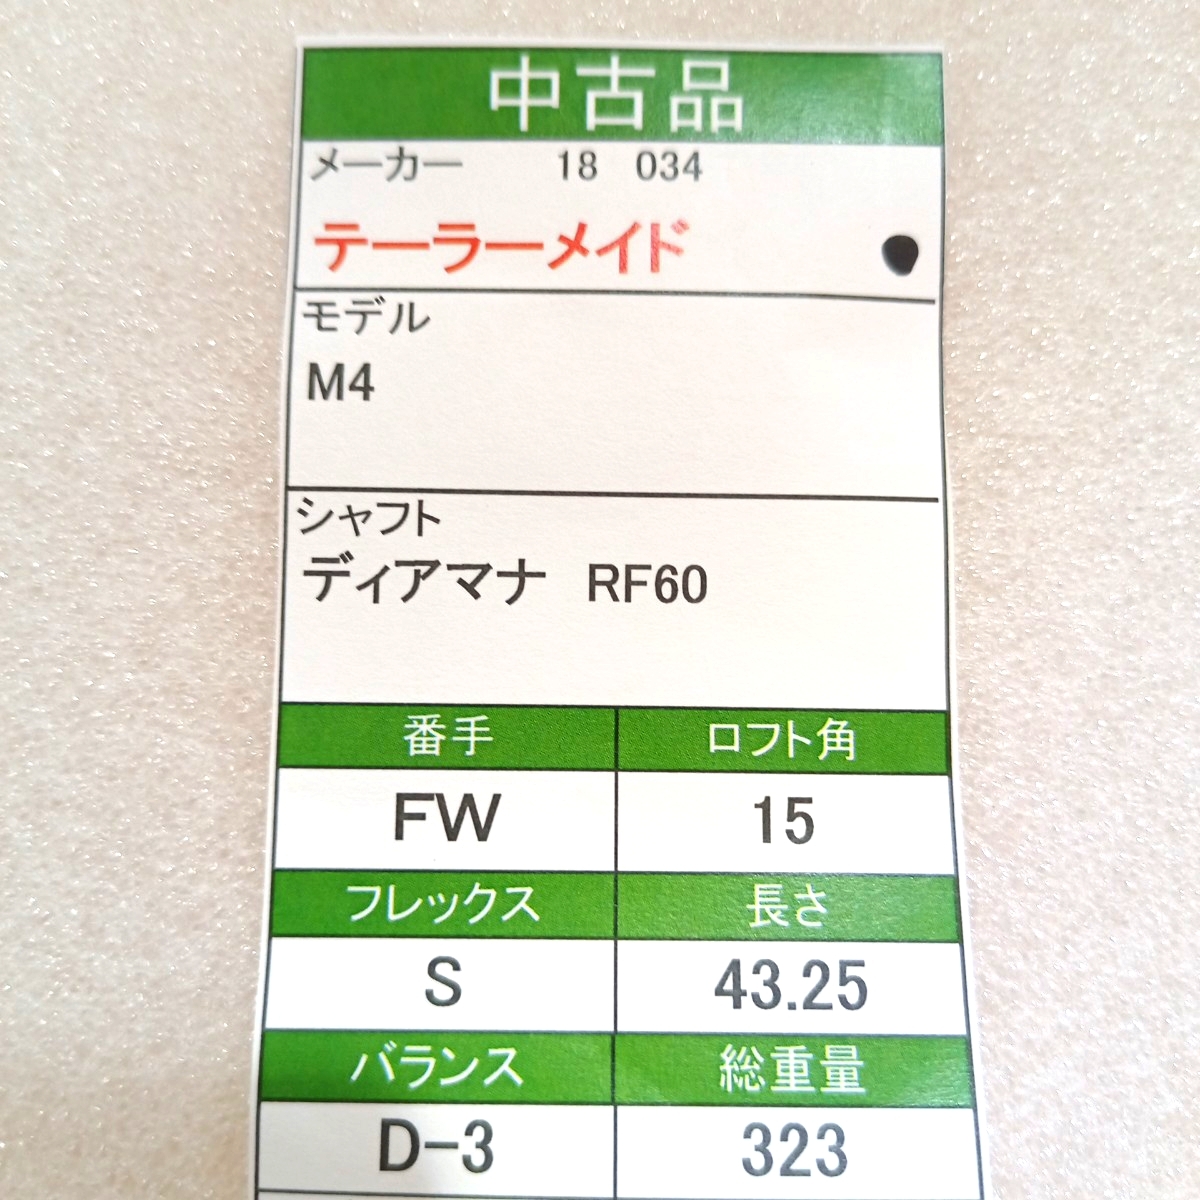 中古品
メーカー 18 034
テーラーメイド
モデル
M4
シャフト
ディアマナ RF60
番手 ロフト角
FW 15
フレックス 長さ
S 43.25
バランス 総重量
D-3 323